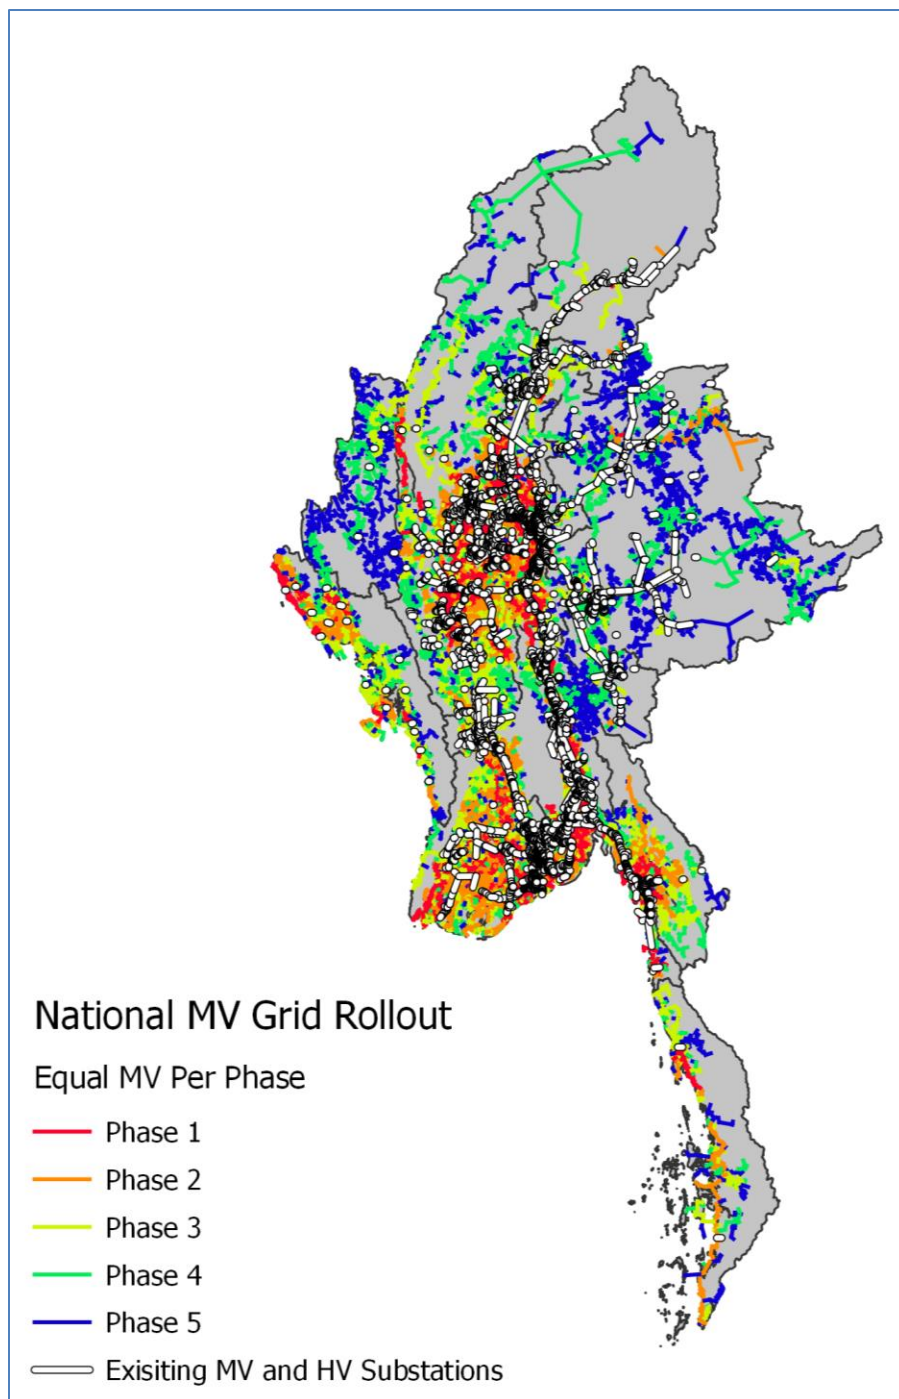 National MV Grid Rollout
Equal MV Per Phase
Phase 1
Phase 2
Phase 3
Phase 4
Phase 5
Exisiting MV and HV Substations